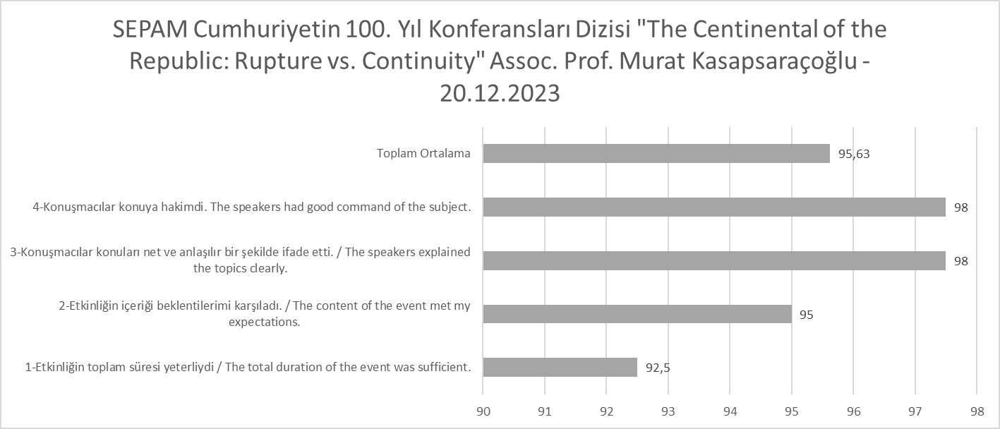 SEPAM Cumhuriyetin 100. Yıl Konferansları Dizisi "The Centinental of the
Republic: Rupture vs. Continuity" Assoc. Prof. Murat Kasapsaraçoğlu -
20.12.2023
Toplam Ortalama
95,63
4-Konuşmacılar konuya hakimdi. The speakers had good command of the subject.
98
3-Konuşmacılar konuları net ve anlaşılır bir şekilde ifade etti. / The speakers explained
the topics clearly.
98
2-Etkinliğin içeriği beklentilerimi karşıladı. / The content of the event met my
expectations.
95
1-Etkinliğin toplam süresi yeterliydi / The total duration of the event was sufficient.
92,5
90 91 92 93 94 95 96 97 98